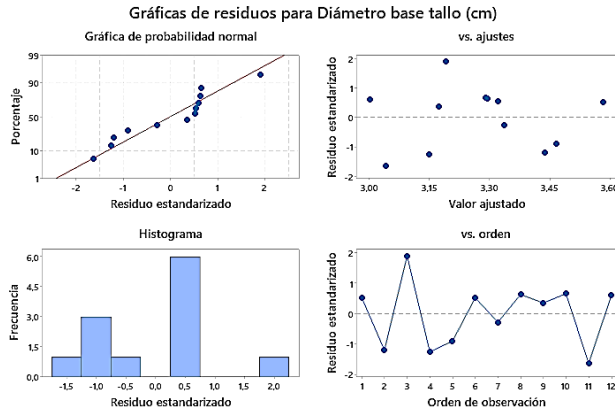 Gráficas de residuos para Diámetro base tallo (cm)
Gráfica de probabilidad normal
99
90
50
10
1
Porcentaje
-2 -1 0 1 2
Residuo estandarizado
vs. ajustes
2
1
0
-1
-2
Residuo estandarizado
3,00 3,15 3,30 3,45 3,60
Valor ajustado
Histograma
6,0
4,5
3,0
1,5
0,0
Frecuencia
-1,5 -1,0 -0,5 0,0 0,5 1,0 1,5 2,0
Residuo estandarizado
vs. orden
2
1
0
-1
-2
Residuo estandarizado
1 2 3 4 5 6 7 8 9 10 11 12
Orden de observación